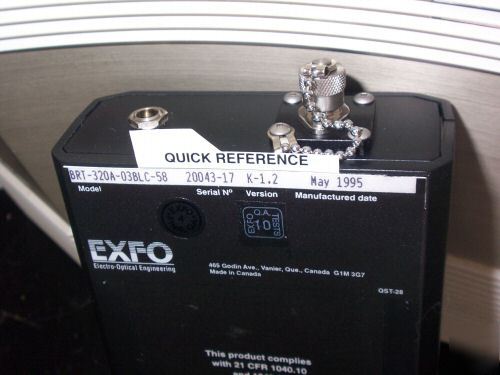 QUICK REFERENCE
BRT-320A-03BLC-58 20043-17 K-1.2 May 1995
Model Serial Nº Version Manufactured date
EXFO Q.A. TESTS 10
EXFO
Electro-Optical Engineering
465 Godin Ave., Vanier, Que., Canada G1M 3G7
Made in Canada
QST-28
This product complies
with 21 CFR 1040.10